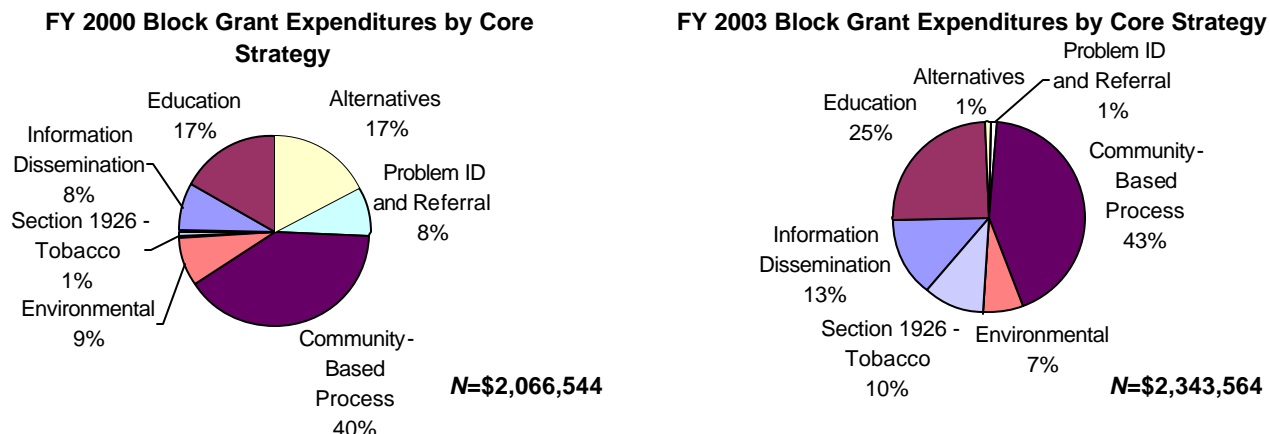 FY 2000 Block Grant Expenditures by Core
Strategy
Education
17%
Alternatives
17%
Information
Dissemination
8%
Problem ID
and Referral
8%
Section 1926 -
Tobacco
1%
Environmental
9%
Community-
Based
Process
40%
N=$2,066,544
FY 2003 Block Grant Expenditures by Core Strategy
Problem ID
and Referral
1%
Alternatives
1%
Education
25%
Community-
Based
Process
43%
Information
Dissemination
13%
Section 1926 -
Tobacco
10%
Environmental
7%
N=$2,343,564